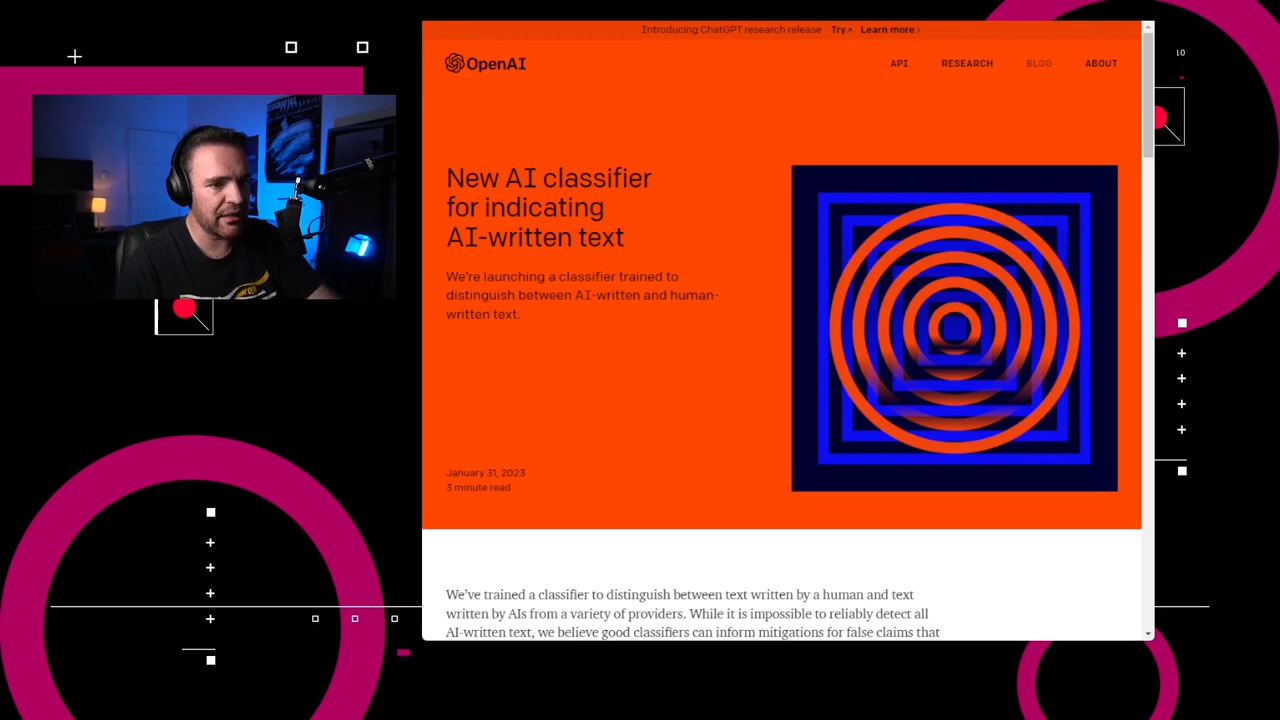 Introducing ChatGPT research release Try↗ Learn more ›
OpenAI
API RESEARCH BLOG ABOUT
New AI classifier
for indicating
AI-written text
We're launching a classifier trained to
distinguish between AI-written and human-
written text.
January 31, 2023
3 minute read
We've trained a classifier to distinguish between text written by a human and text
written by AIs from a variety of providers. While it is impossible to reliably detect all
AI-written text, we believe good classifiers can inform mitigations for false claims that